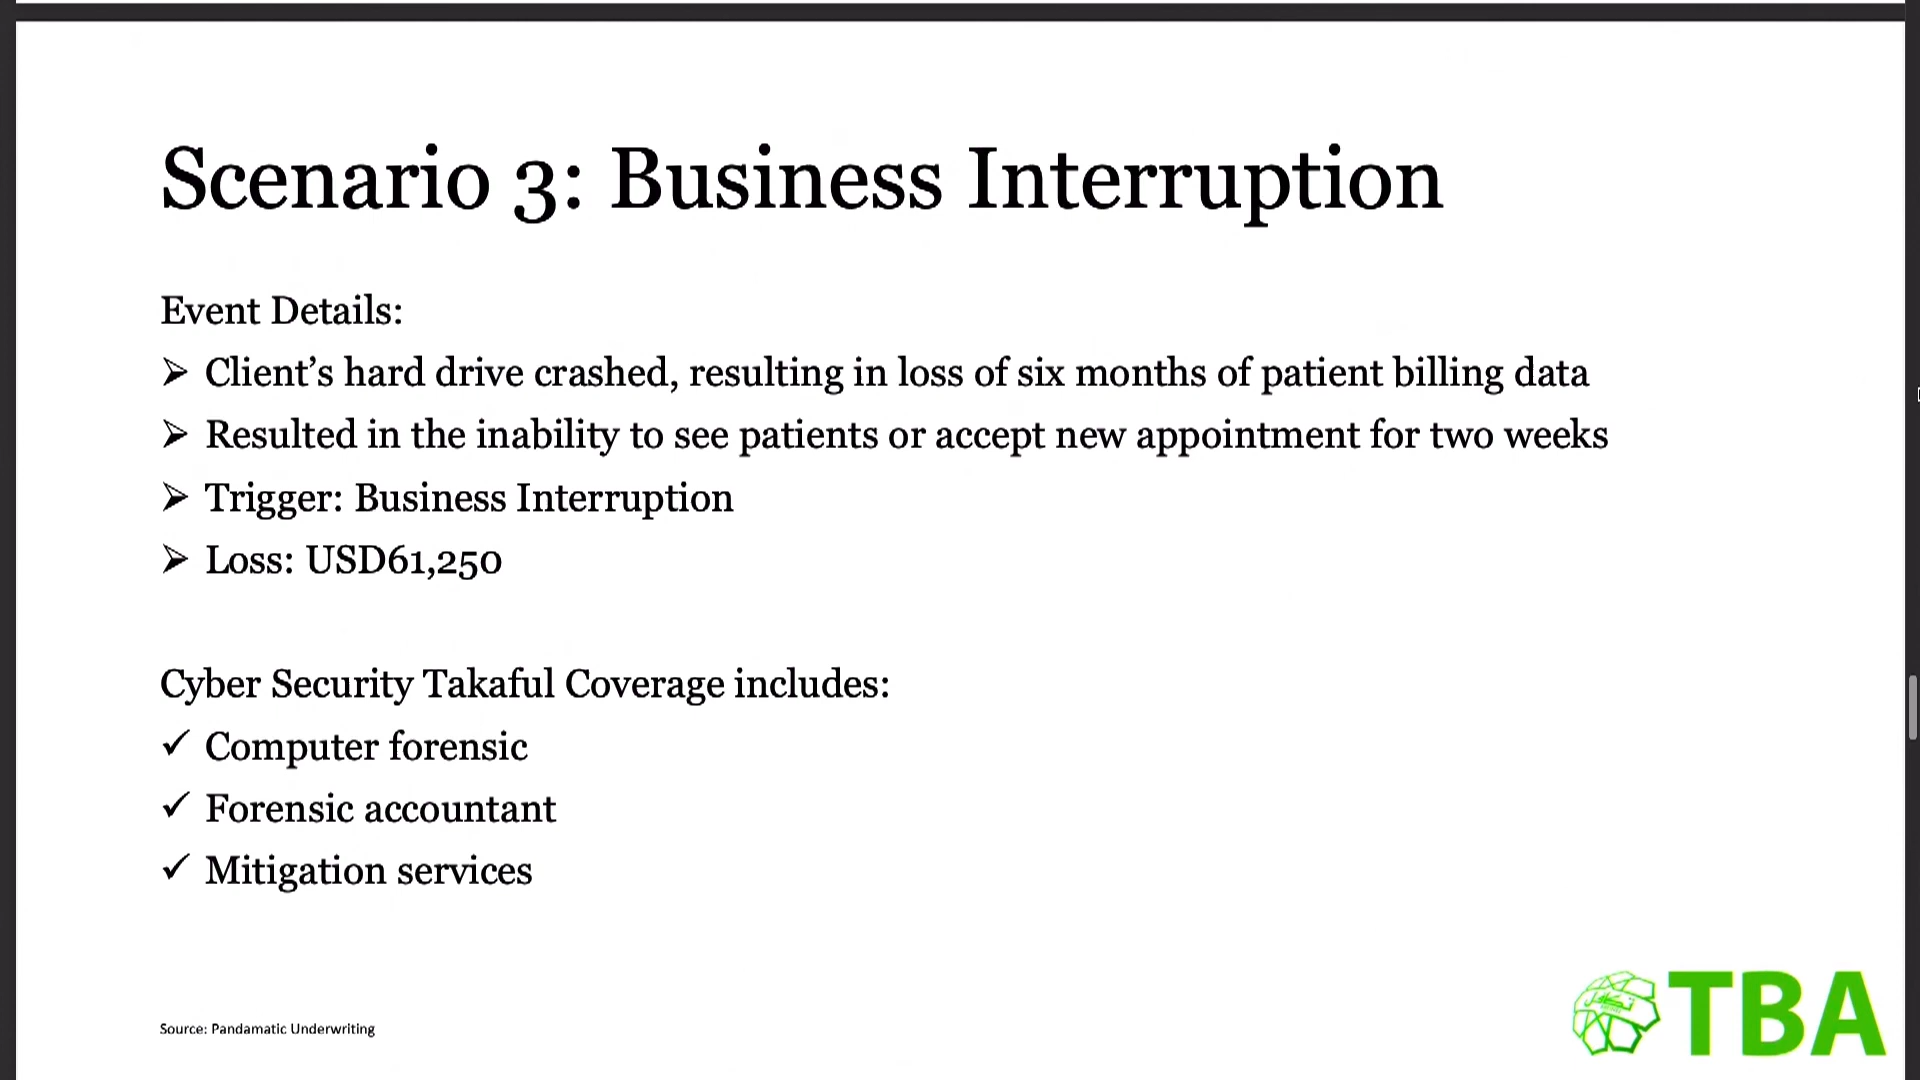 Scenario 3: Business Interruption
Event Details:
➢ Client’s hard drive crashed, resulting in loss of six months of patient billing data
➢ Resulted in the inability to see patients or accept new appointment for two weeks
➢ Trigger: Business Interruption
➢ Loss: USD61,250
Cyber Security Takaful Coverage includes:
✓ Computer forensic
✓ Forensic accountant
✓ Mitigation services
Source: Pandamatic Underwriting
TBA